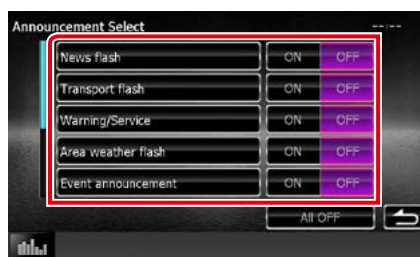 Announcement Select --:--
News flash ON OFF
Transport flash ON OFF
Warning/Service ON OFF
Area weather flash ON OFF
Event announcement ON OFF
All OFF